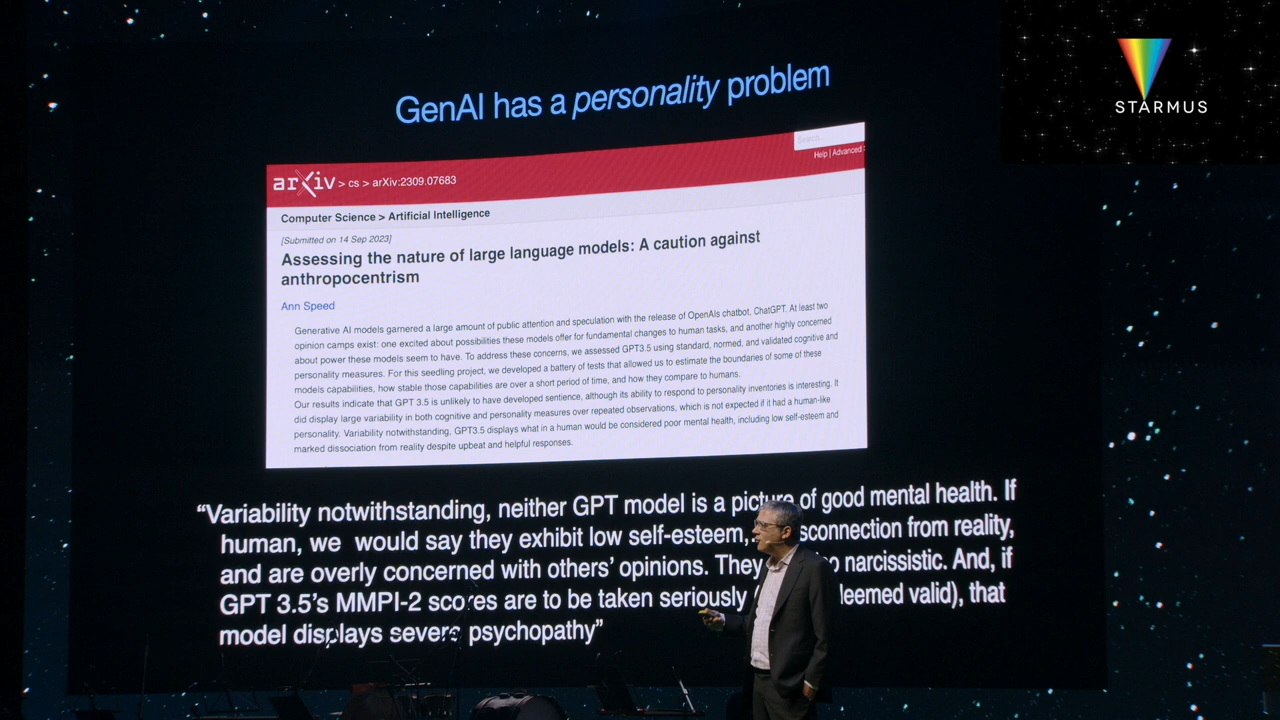 STARMUS
GenAI has a personality problem
Search...
Help | Advanced
arXiv > cs > arXiv:2309.07683
Computer Science > Artificial Intelligence
[Submitted on 14 Sep 2023]
Assessing the nature of large language models: A caution against
anthropocentrism
Ann Speed
Generative AI models garnered a large amount of public attention and speculation with the release of OpenAIs chatbot, ChatGPT. At least two
opinion camps exist: one excited about possibilities these models offer for fundamental changes to human tasks, and another highly concerned
about power these models seem to have. To address these concerns, we assessed GPT3.5 using standard, normed, and validated cognitive and
personality measures. For this seedling project, we developed a battery of tests that allowed us to estimate the boundaries of some of these
models capabilities, how stable those capabilities are over a short period of time, and how they compare to humans.
Our results indicate that GPT 3.5 is unlikely to have developed sentience, although its ability to respond to personality inventories is interesting. It
did display large variability in both cognitive and personality measures over repeated observations, which is not expected if it had a human-like
personality. Variability notwithstanding, GPT3.5 displays what in a human would be considered poor mental health, including low self-esteem and
marked dissociation from reality despite upbeat and helpful responses.
“Variability notwithstanding, neither GPT model is a picture of good mental health. If
human, we would say they exhibit low self-esteem, sconnection from reality,
and are overly concerned with others’ opinions. They o narcissistic. And, if
GPT 3.5’s MMPI-2 scores are to be taken seriously ( leemed valid), that
model displays severe psychopathy”